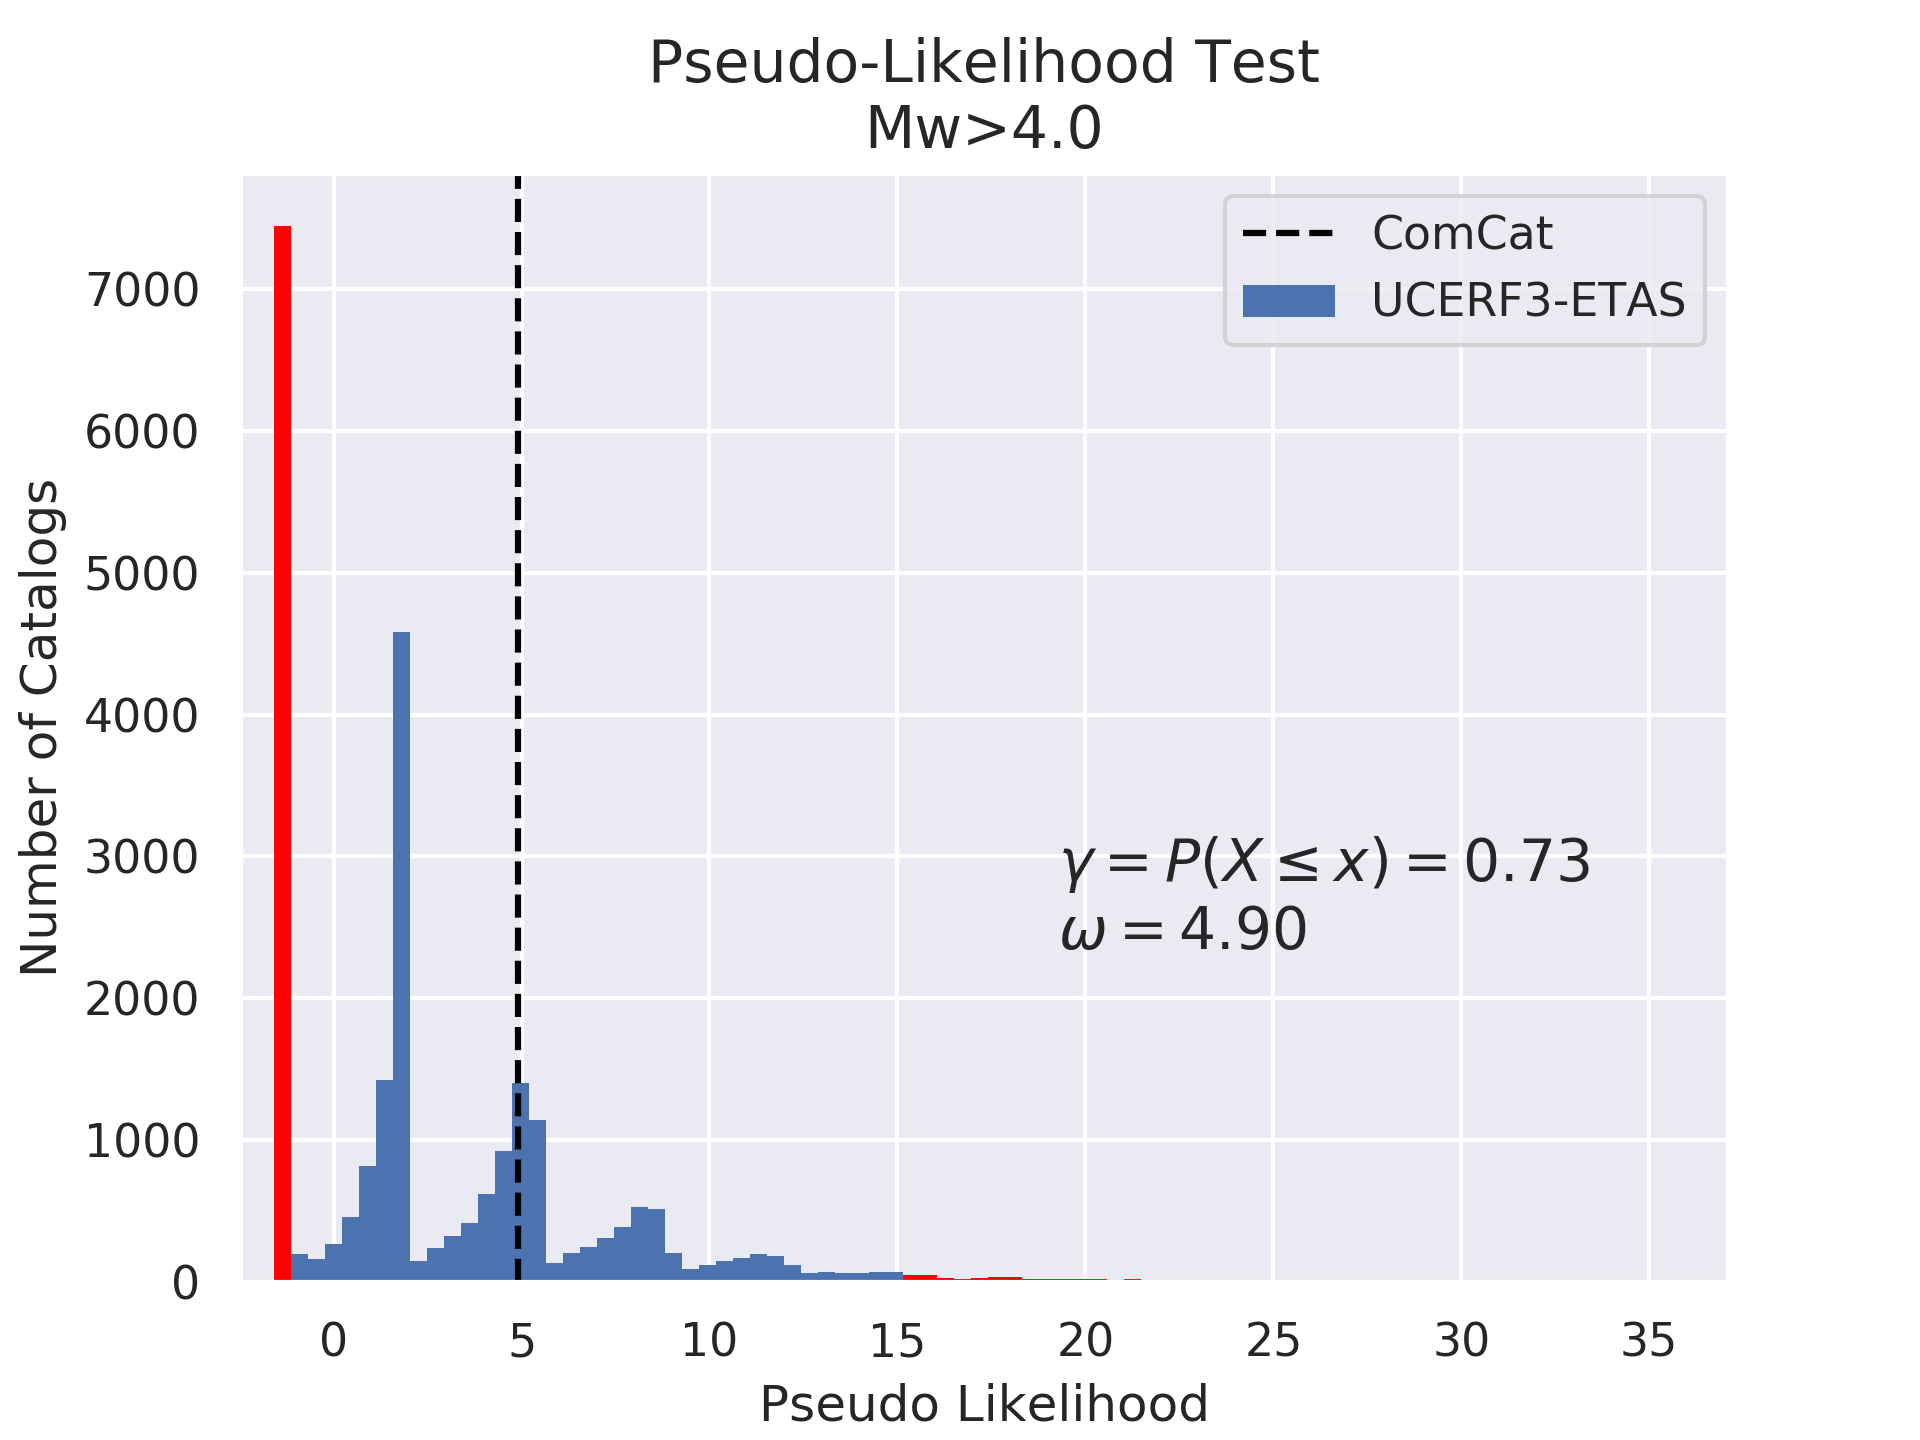 Pseudo-Likelihood Test
Mw>4.0
ComCat
UCERF3-ETAS
7000
6000
5000
4000
3000
2000
1000
0
Number of Catalogs
γ = P(X ≤ x) = 0.73
ω = 4.90
0 5 10 15 20 25 30 35
Pseudo Likelihood